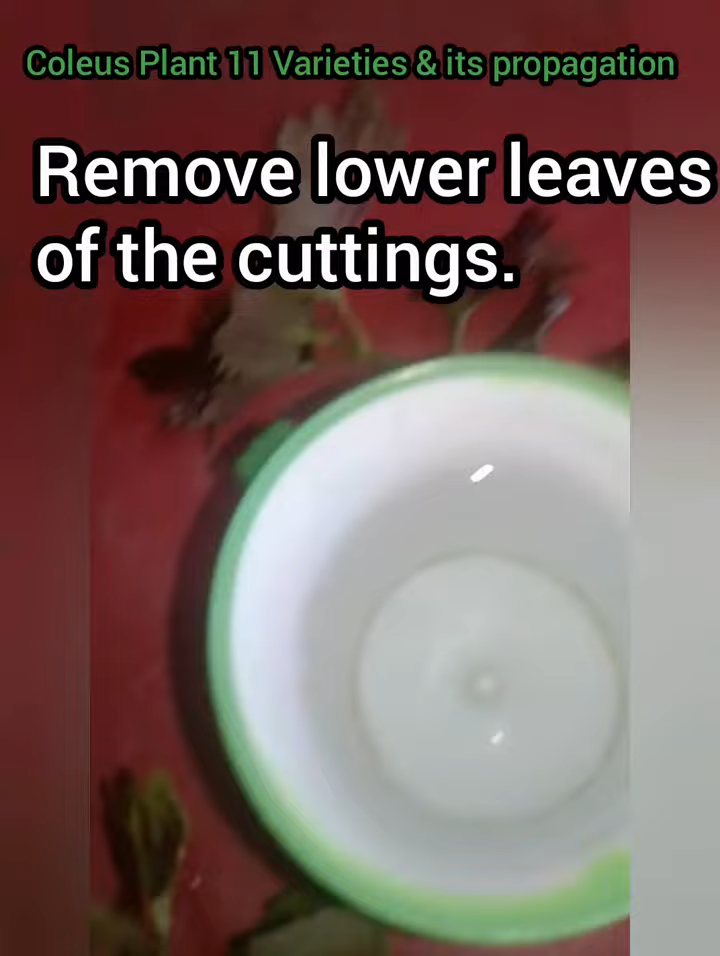 Coleus Plant 11 Varieties & its propagation
Remove lower leaves
of the cuttings.